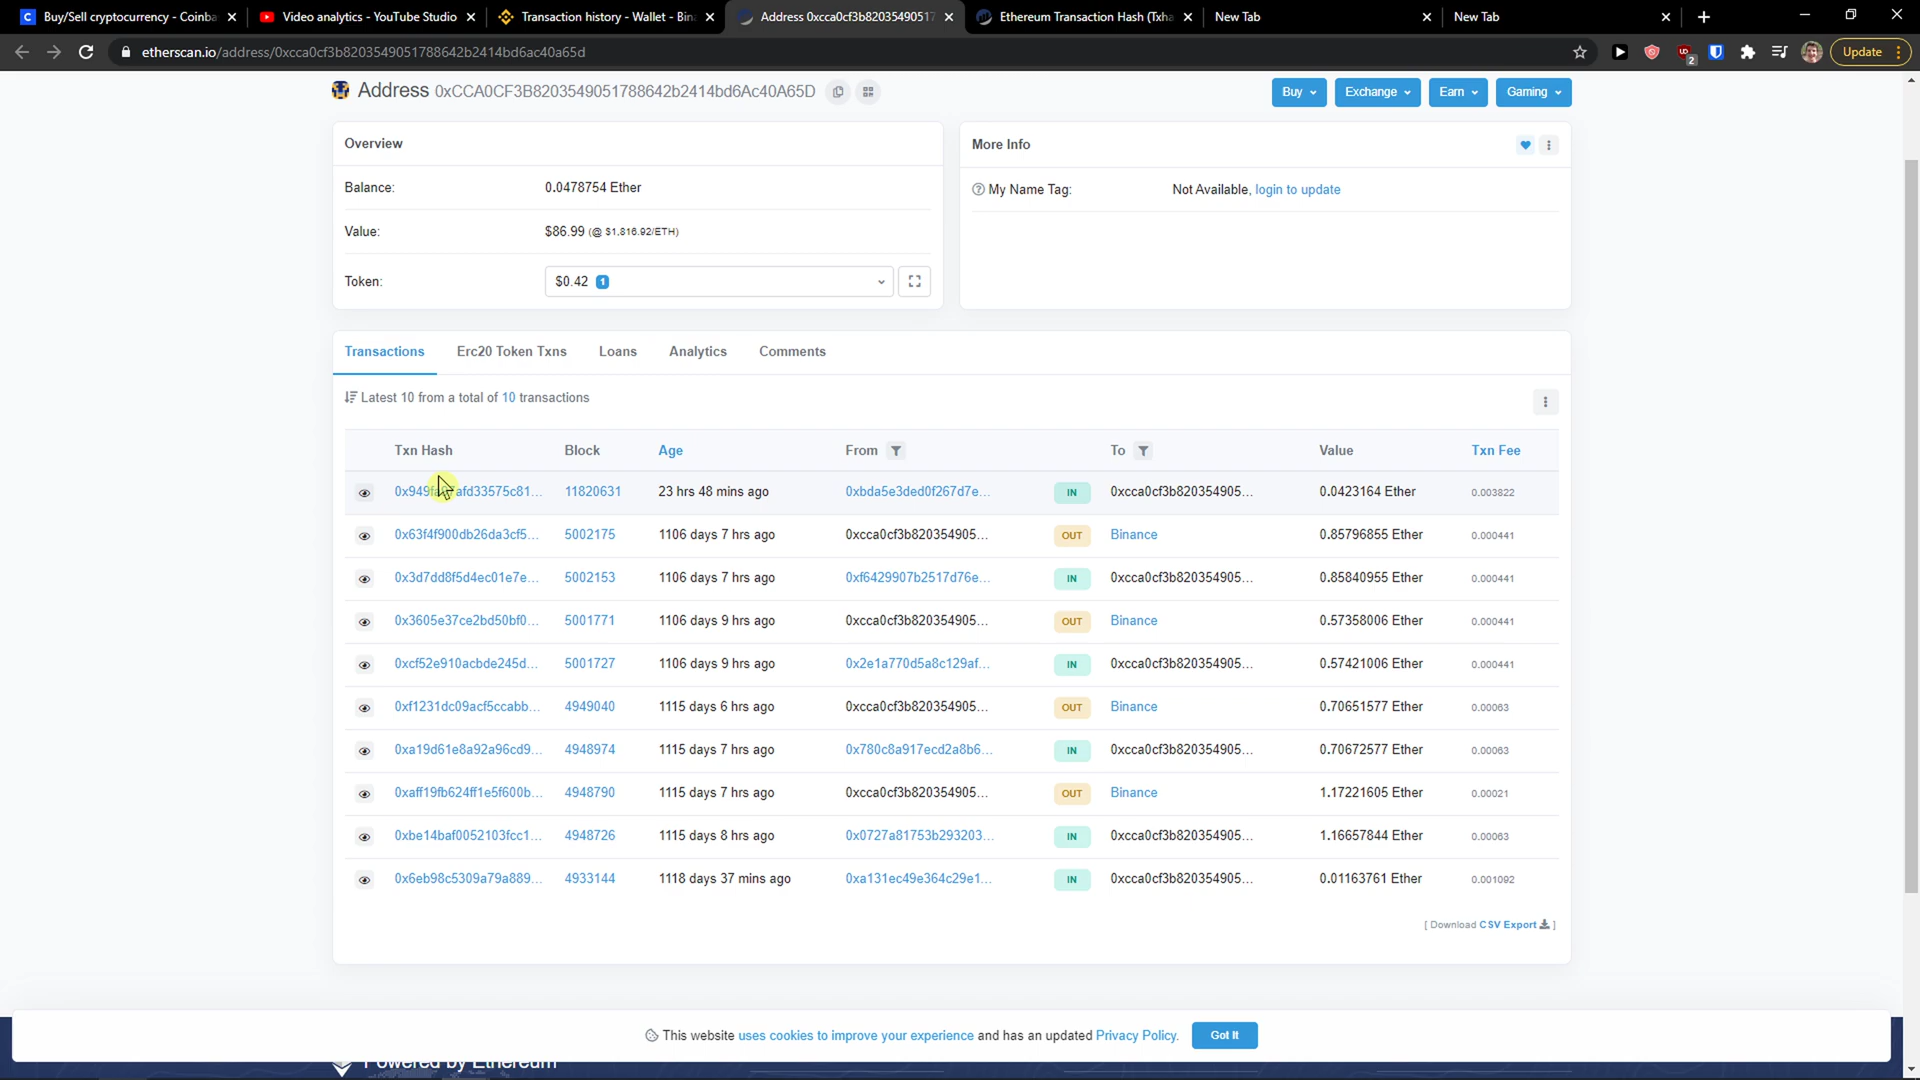 Buy/Sell cryptocurrency - Coinba
Video analytics - YouTube Studio
Transaction history - Wallet - Bin
Address 0xcca0cf3b82035490517
Ethereum Transaction Hash (Txha
New Tab
New Tab
etherscan.io/address/0xcca0cf3b8203549051788642b2414bd6ac40a65d
2
Update
Address 0xCCA0CF3B8203549051788642b2414bd6Ac40A65D
Buy
Exchange
Earn
Gaming
Overview
Balance: 0.0478754 Ether
Value: $86.99 (@ $1,816.92/ETH)
Token: $0.42 1
More Info
My Name Tag: Not Available, login to update
Transactions Erc20 Token Txns Loans Analytics Comments
Latest 10 from a total of 10 transactions
Txn Hash Block Age From To Value Txn Fee
11820631 23 hrs 48 mins ago 0xbda5e3ded0f267d7e... IN 0xcca0cf3b820354905... 0.0423164 Ether 0.003822
0x63f4f900db26da3cf5... 5002175 1106 days 7 hrs ago 0xcca0cf3b820354905... OUT Binance 0.85796855 Ether 0.000441
0x3d7dd8f5d4ec01e7e... 5002153 1106 days 7 hrs ago 0xf6429907b2517d76e... IN 0xcca0cf3b820354905... 0.85840955 Ether 0.000441
0x3605e37ce2bd50bf0... 5001771 1106 days 9 hrs ago 0xcca0cf3b820354905... OUT Binance 0.57358006 Ether 0.000441
0xcf52e910acbde245d... 5001727 1106 days 9 hrs ago 0x2e1a770d5a8c129af... IN 0xcca0cf3b820354905... 0.57421006 Ether 0.000441
0xf1231dc09acf5ccabb... 4949040 1115 days 6 hrs ago 0xcca0cf3b820354905... OUT Binance 0.70651577 Ether 0.00063
0xa19d61e8a92a96cd9... 4948974 1115 days 7 hrs ago 0x780c8a917ecd2a8b6... IN 0xcca0cf3b820354905... 0.70672577 Ether 0.00063
0xaff19fb624ff1e5f600b... 4948790 1115 days 7 hrs ago 0xcca0cf3b820354905... OUT Binance 1.17221605 Ether 0.00021
0xbe14baf0052103fcc1... 4948726 1115 days 8 hrs ago 0x0727a81753b293203... IN 0xcca0cf3b820354905... 1.16657844 Ether 0.00063
0x6eb98c5309a79a889... 4933144 1118 days 37 mins ago 0xa131ec49e364c29e1... IN 0xcca0cf3b820354905... 0.01163761 Ether 0.001092
[ Download CSV Export ]
This website uses cookies to improve your experience and has an updated Privacy Policy.
Got It
Powered by Ethereum